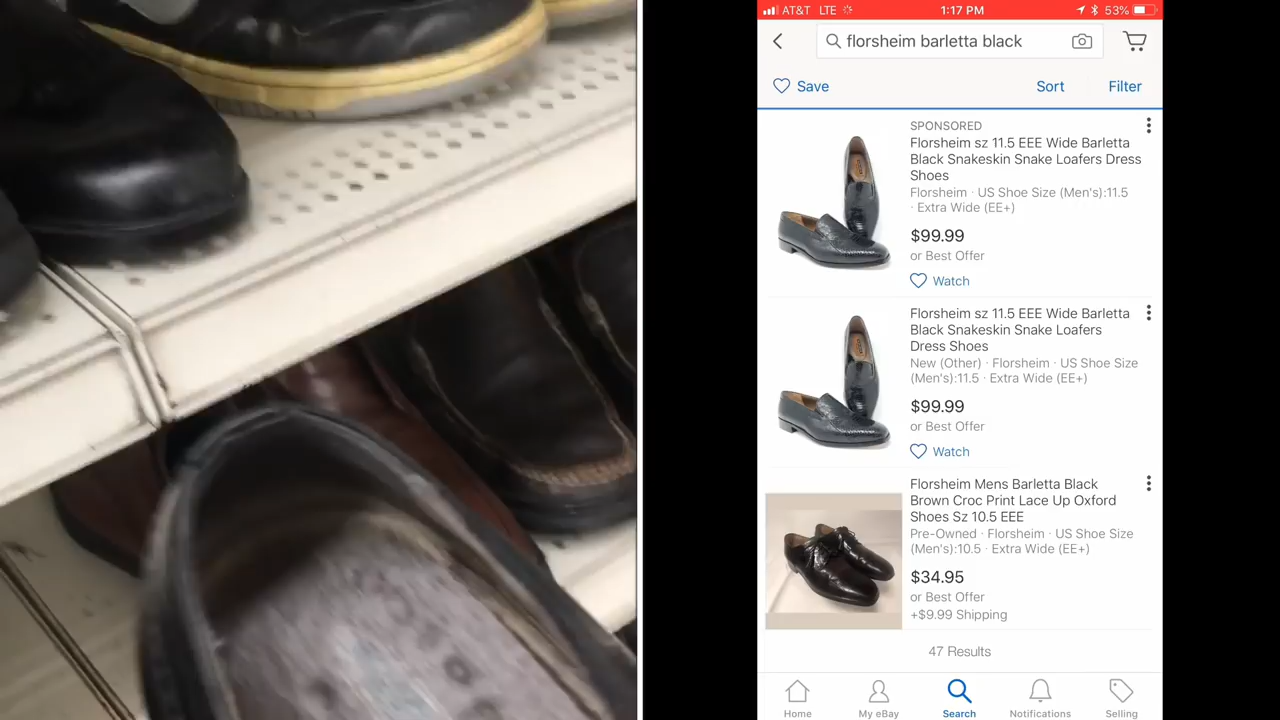 AT&T LTE 1:17 PM 53%
florsheim barletta black
Save Sort Filter
SPONSORED
Florsheim sz 11.5 EEE Wide Barletta
Black Snakeskin Snake Loafers Dress
Shoes
Florsheim · US Shoe Size (Men's):11.5
· Extra Wide (EE+)
$99.99
or Best Offer
Watch
Florsheim sz 11.5 EEE Wide Barletta
Black Snakeskin Snake Loafers
Dress Shoes
New (Other) · Florsheim · US Shoe Size
(Men's):11.5 · Extra Wide (EE+)
$99.99
or Best Offer
Watch
Florsheim Mens Barletta Black
Brown Croc Print Lace Up Oxford
Shoes Sz 10.5 EEE
Pre-Owned · Florsheim · US Shoe Size
(Men's):10.5 · Extra Wide (EE+)
$34.95
or Best Offer
+$9.99 Shipping
47 Results
Home My eBay Search Notifications Selling